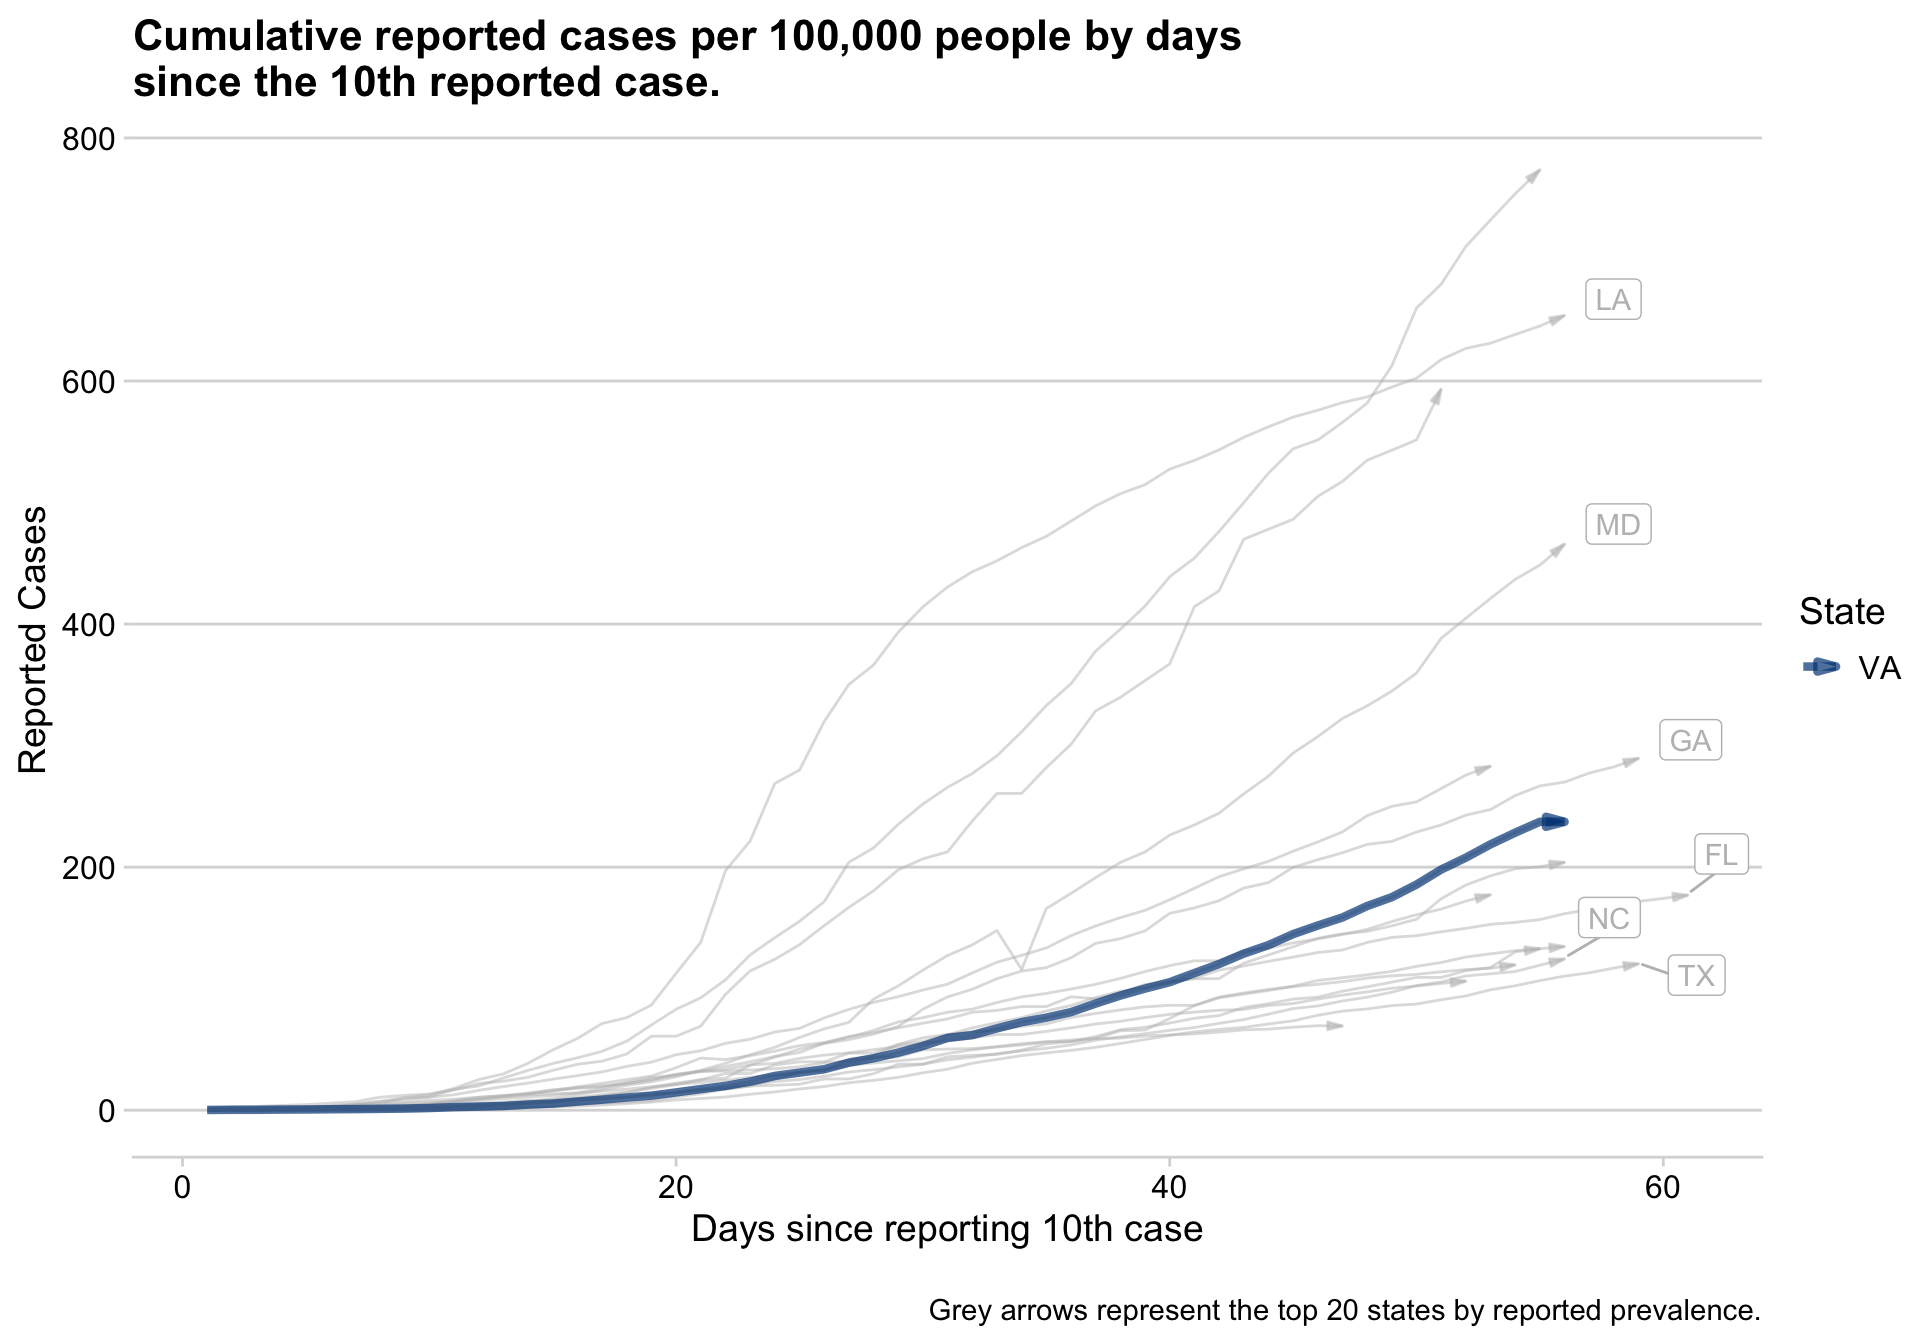 Cumulative reported cases per 100,000 people by days
since the 10th reported case.
800
600
400
200
0
Reported Cases
LA
MD
GA
FL
NC
TX
State
VA
0 20 40 60
Days since reporting 10th case
Grey arrows represent the top 20 states by reported prevalence.